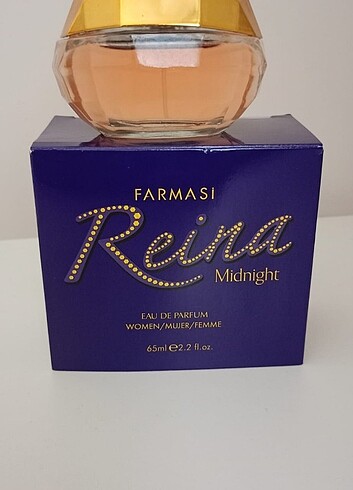 FARMASİ
Reina
Midnight
EAU DE PARFUM
WOMEN/MUJER/FEMME
65ml ℮2.2 fl.oz.